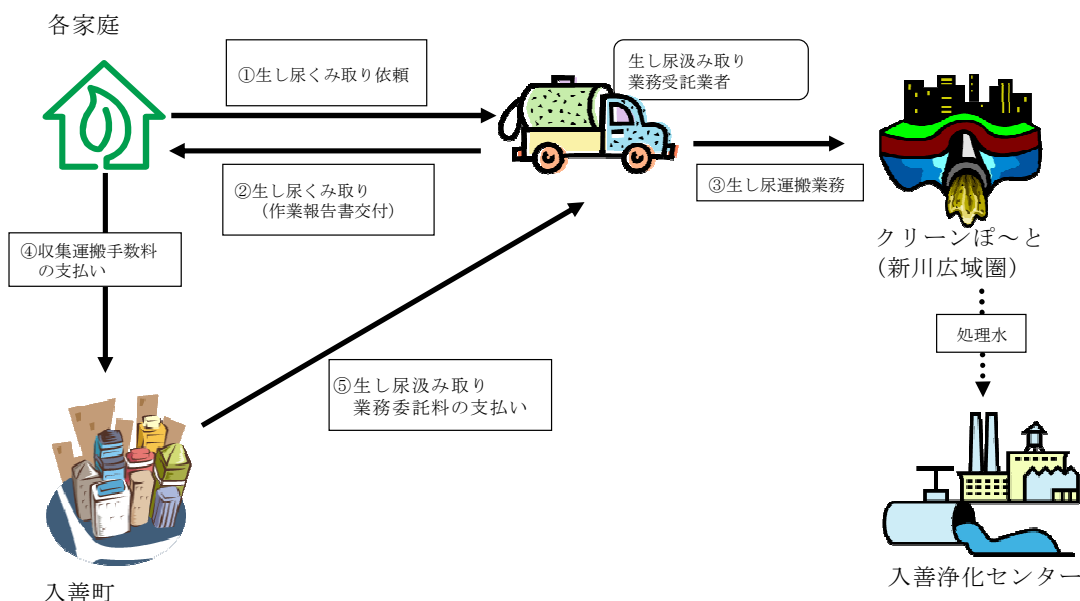 各家庭
①生し尿くみ取り依頼
生し尿汲み取り
業務受託業者
②生し尿くみ取り
（作業報告書交付）
③生し尿運搬業務
④収集運搬手数料
の支払い
クリーンぽ～と
（新川広域圏）
処理水
⑤生し尿汲み取り
業務委託料の支払い
入善町
入善浄化センター